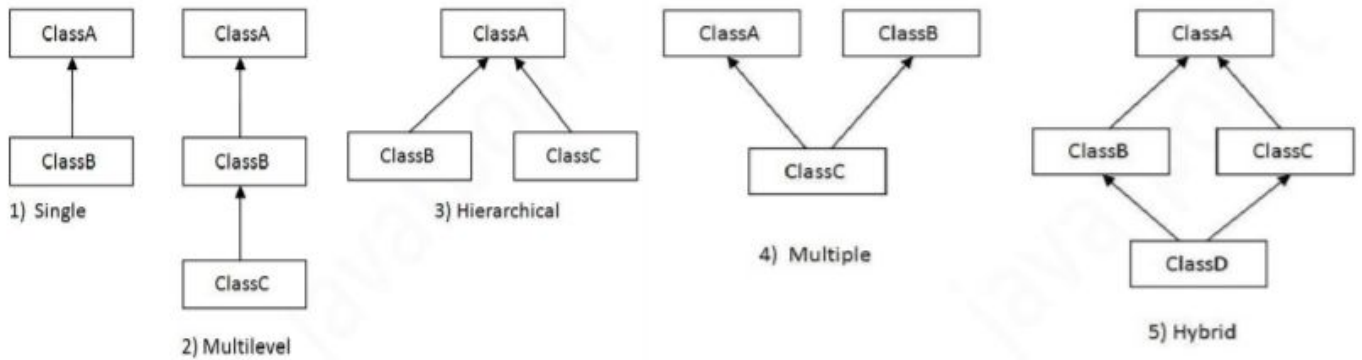 ClassA
ClassB
1) Single
ClassA
ClassB
ClassC
2) Multilevel
ClassA
ClassB
ClassC
3) Hierarchical
ClassA
ClassB
ClassC
4) Multiple
ClassA
ClassB
ClassC
ClassD
5) Hybrid